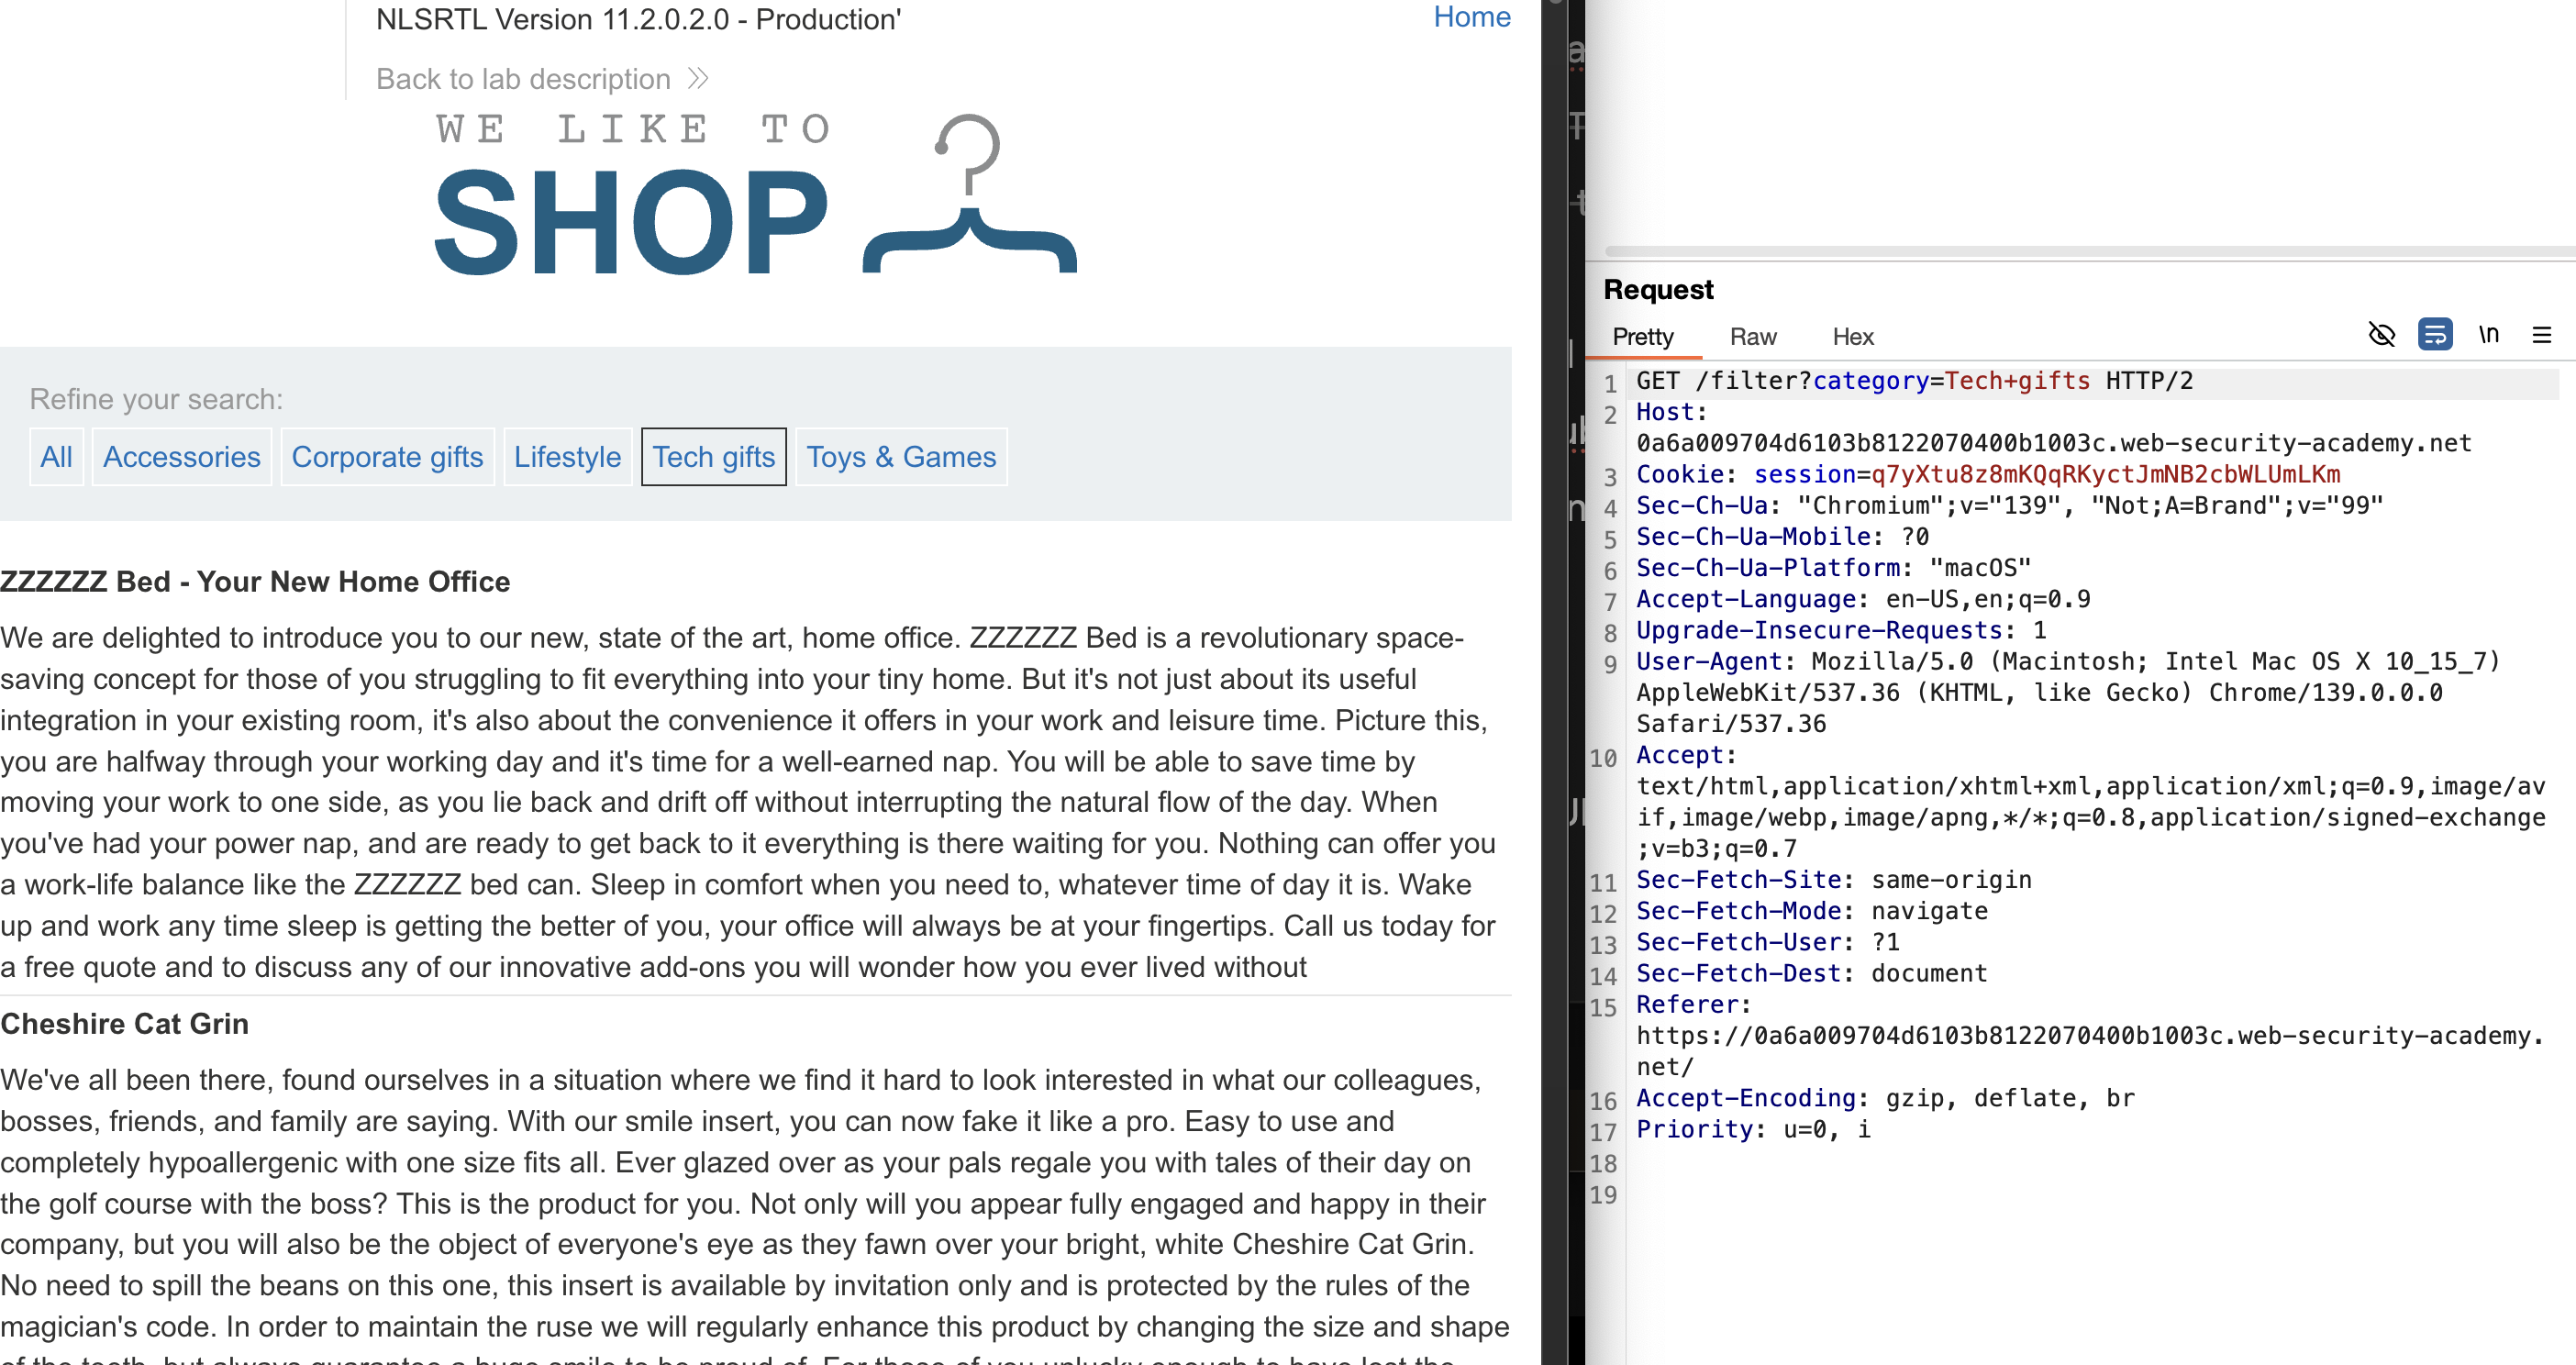 NLSRTL Version 11.2.0.2.0 - Production'
Home
Back to lab description
WE LIKE TO
SHOP
Refine your search:
All
Accessories
Corporate gifts
Lifestyle
Tech gifts
Toys & Games
ZZZZZZ Bed - Your New Home Office
We are delighted to introduce you to our new, state of the art, home office. ZZZZZZ Bed is a revolutionary space-
saving concept for those of you struggling to fit everything into your tiny home. But it's not just about its useful
integration in your existing room, it's also about the convenience it offers in your work and leisure time. Picture this,
you are halfway through your working day and it's time for a well-earned nap. You will be able to save time by
moving your work to one side, as you lie back and drift off without interrupting the natural flow of the day. When
you've had your power nap, and are ready to get back to it everything is there waiting for you. Nothing can offer you
a work-life balance like the ZZZZZZ bed can. Sleep in comfort when you need to, whatever time of day it is. Wake
up and work any time sleep is getting the better of you, your office will always be at your fingertips. Call us today for
a free quote and to discuss any of our innovative add-ons you will wonder how you ever lived without
Cheshire Cat Grin
We've all been there, found ourselves in a situation where we find it hard to look interested in what our colleagues,
bosses, friends, and family are saying. With our smile insert, you can now fake it like a pro. Easy to use and
completely hypoallergenic with one size fits all. Ever glazed over as your pals regale you with tales of their day on
the golf course with the boss? This is the product for you. Not only will you appear fully engaged and happy in their
company, but you will also be the object of everyone's eye as they fawn over your bright, white Cheshire Cat Grin.
No need to spill the beans on this one, this insert is available by invitation only and is protected by the rules of the
magician's code. In order to maintain the ruse we will regularly enhance this product by changing the size and shape
Request
Pretty
Raw
Hex
\n
1 GET /filter?category=Tech+gifts HTTP/2
2 Host:
0a6a009704d6103b8122070400b1003c.web-security-academy.net
3 Cookie: session=q7yXtu8z8mKQqRKyctJmNB2cbWLUmLKm
4 Sec-Ch-Ua: "Chromium";v="139", "Not;A=Brand";v="99"
5 Sec-Ch-Ua-Mobile: ?0
6 Sec-Ch-Ua-Platform: "macOS"
7 Accept-Language: en-US,en;q=0.9
8 Upgrade-Insecure-Requests: 1
9 User-Agent: Mozilla/5.0 (Macintosh; Intel Mac OS X 10_15_7)
AppleWebKit/537.36 (KHTML, like Gecko) Chrome/139.0.0.0
Safari/537.36
10 Accept:
text/html,application/xhtml+xml,application/xml;q=0.9,image/av
if,image/webp,image/apng,*/*;q=0.8,application/signed-exchange
;v=b3;q=0.7
11 Sec-Fetch-Site: same-origin
12 Sec-Fetch-Mode: navigate
13 Sec-Fetch-User: ?1
14 Sec-Fetch-Dest: document
15 Referer:
https://0a6a009704d6103b8122070400b1003c.web-security-academy.
net/
16 Accept-Encoding: gzip, deflate, br
17 Priority: u=0, i
18
19